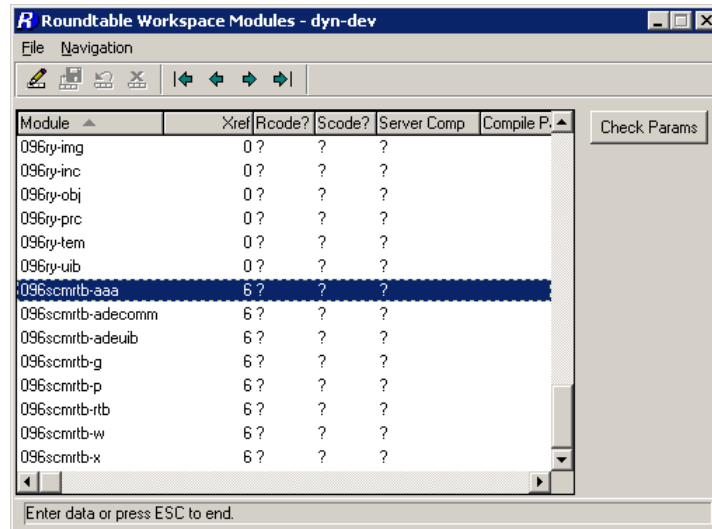 R Roundtable Workspace Modules - dyn-dev
File Navigation
Module Xref Rcode? Scode? Server Comp Compile P
Check Params
096ry-img 0 ? ? ?
096ry-inc 0 ? ? ?
096ry-obj 0 ? ? ?
096ry-prc 0 ? ? ?
096ry-tem 0 ? ? ?
096ry-uib 0 ? ? ?
096scmrtb-aaa 6 ? ? ?
096scmrtb-adecomm 6 ? ? ?
096scmrtb-adeuib 6 ? ? ?
096scmrtb-g 6 ? ? ?
096scmrtb-p 6 ? ? ?
096scmrtb-rtb 6 ? ? ?
096scmrtb-w 6 ? ? ?
096scmrtb-x 6 ? ? ?
Enter data or press ESC to end.